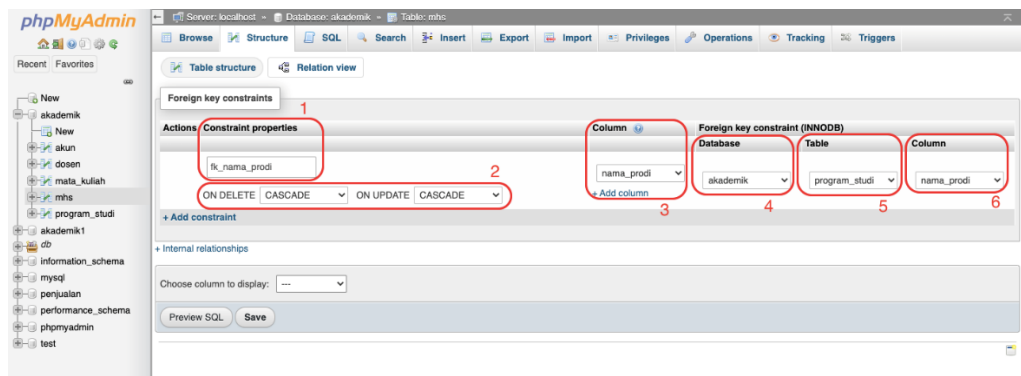 phpMyAdmin
Recent Favorites
New
akademik
New
akun
dosen
mata_kuliah
mhs
program_studi
akademik1
db
information_schema
mysql
penjualan
performance_schema
phpmyadmin
test
Server: localhost » Database: akademik » Table: mhs
Browse Structure SQL Search Insert Export Import Privileges Operations Tracking Triggers
Table structure Relation view
Foreign key constraints
1
Actions Constraint properties Column Foreign key constraint (INNODB)
Database Table Column
fk_nama_prodi
2
nama_prodi akademik program_studi nama_prodi
ON DELETE CASCADE ON UPDATE CASCADE
+ Add column
3 4 5 6
+ Add constraint
+ Internal relationships
Choose column to display: ---
Preview SQL Save